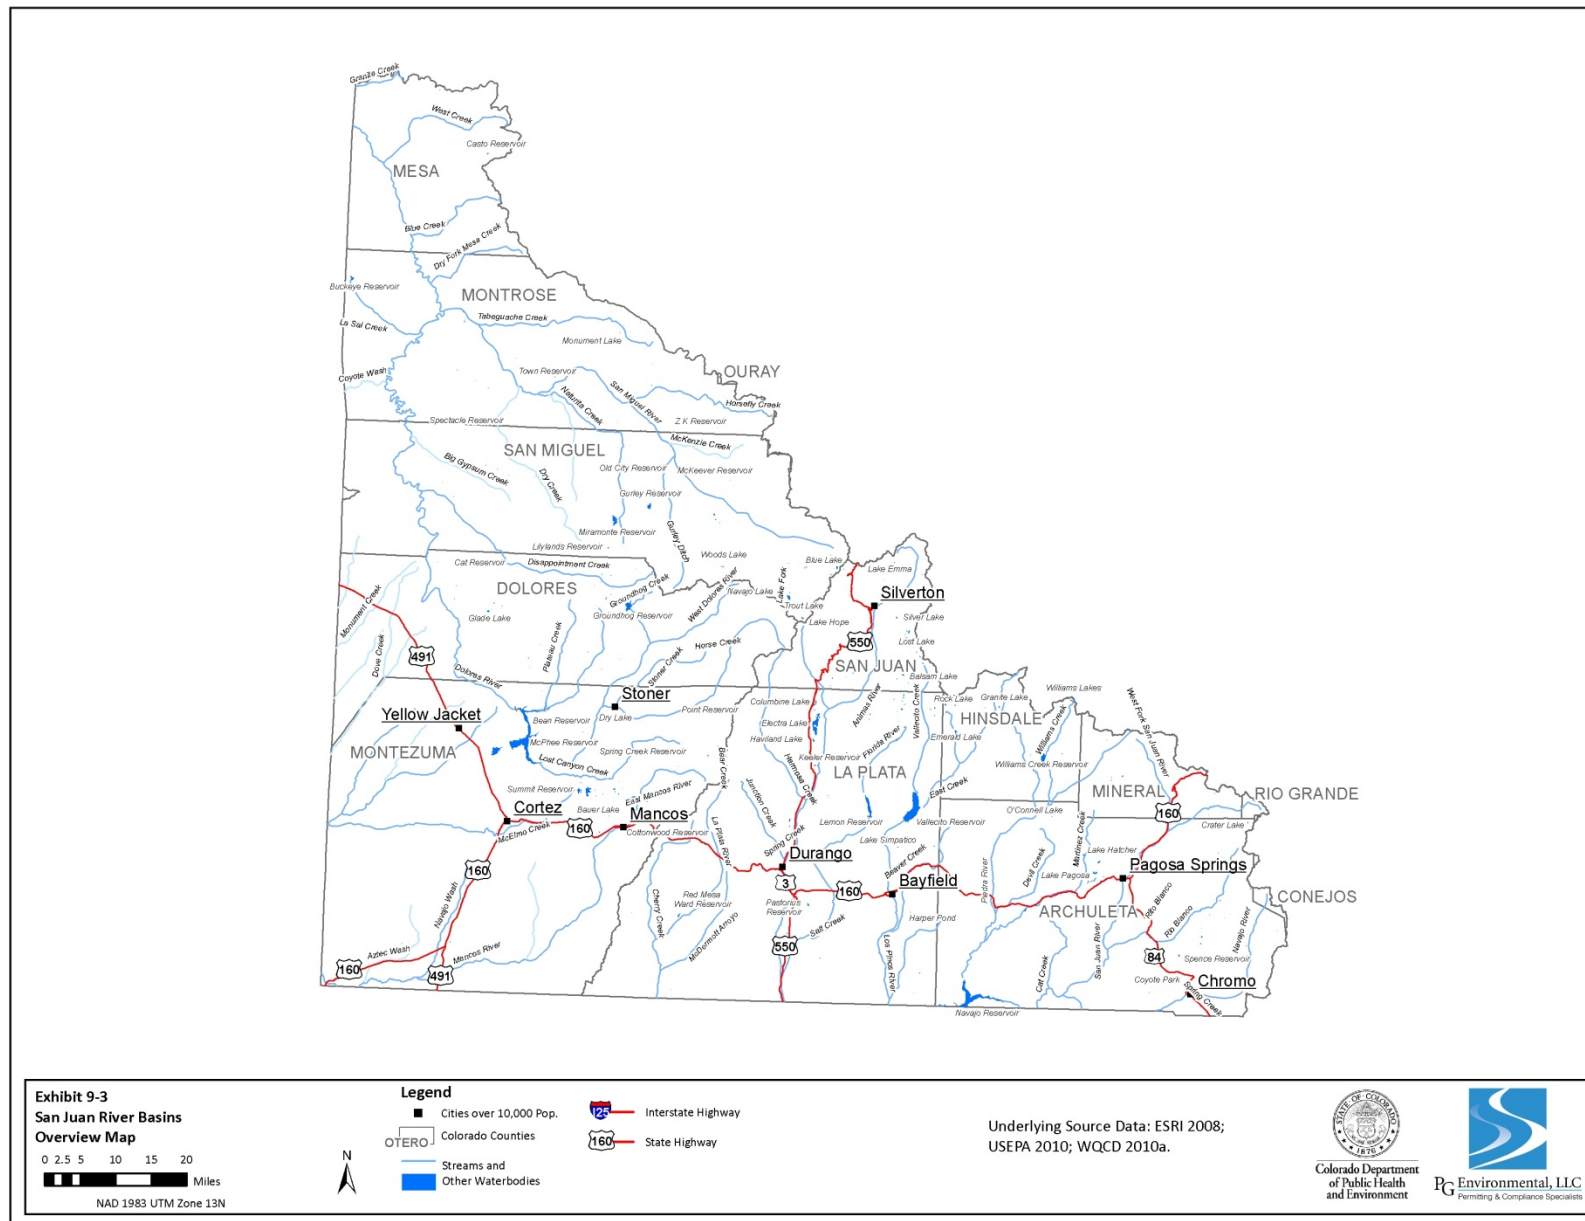 Granite Creek
West Creek
Casto Reservoir
MESA
Blue Creek
Dry Fork Mesa Creek
Buckeye Reservoir
MONTROSE
La Sal Creek
Tabeguache Creek
Monument Lake
Coyote Wash
Town Reservoir
OURAY
San Miguel River
Naturita Creek
Horsefly Creek
Spectacle Reservoir
Z K Reservoir
SAN MIGUEL
McKenzie Creek
Big Gypsum Creek
Dry Creek
Old City Reservoir
McKeever Reservoir
Gurley Reservoir
Miramonte Reservoir
Gurley Ditch
Lilylands Reservoir
Woods Lake
Cat Reservoir
Disappointment Creek
Blue Lake
Lake Emma
DOLORES
Groundhog Creek
West Dolores River
Navajo Lake
Lake Fork
Silverton
Monument Creek
Glade Lake
Groundhog Reservoir
Trout Lake
Silver Lake
Lake Hope
Lost Lake
550
Dove Creek
491
Plateau Creek
Horse Creek
Stoner Creek
SAN JUAN
Dolores River
Balsam Lake
Stoner
Rock Lake
Granite Lake
Williams Lakes
Columbine Lake
Animas River
Vallecito Creek
Yellow Jacket
Bean Reservoir
Dry Lake
Point Reservoir
Electra Lake
HINSDALE
Williams Creek
West Fork San Juan River
Haviland Lake
Florida River
Emerald Lake
MONTEZUMA
McPhee Reservoir
Spring Creek Reservoir
Keeler Reservoir
Lost Canyon Creek
Bear Creek
Hermosa Creek
LA PLATA
Williams Creek Reservoir
Summit Reservoir
East Mancos River
Junction Creek
East Creek
MINERAL
RIO GRANDE
Bauer Lake
Cortez
Mancos
Lemon Reservoir
Vallecito Reservoir
O'Connell Lake
160
McElmo Creek
160
Cottonwood Reservoir
La Plata River
Spring Creek
Lake Simpatico
Martinez Creek
Crater Lake
Durango
Beaver Creek
Lake Hatcher
Pagosa Springs
160
3
160
Bayfield
Piedra River
Devil Creek
Lake Pagosa
Navajo Wash
Cherry Creek
Red Mesa
Ward Reservoir
Pastorius
Reservoir
Harper Pond
ARCHULETA
Rio Blanco
Rio Blanco
CONEJOS
Navajo River
McDermott Arroyo
Salt Creek
Aztec Wash
Mancos River
550
Los Pinos River
San Juan River
84
Spence Reservoir
160
491
Cat Creek
Coyote Park
Chromo
Spring Creek
Navajo Reservoir
Exhibit 9-3
San Juan River Basins
Overview Map
0 2.5 5 10 15 20
Miles
NAD 1983 UTM Zone 13N
N
Legend
Cities over 10,000 Pop.
OTERO
Colorado Counties
Streams and
Other Waterbodies
125
Interstate Highway
160
State Highway
Underlying Source Data: ESRI 2008;
USEPA 2010; WQCD 2010a.
STATE OF COLORADO
1876
Colorado Department
of Public Health
and Environment
PG Environmental, LLC
Permitting & Compliance Specialists